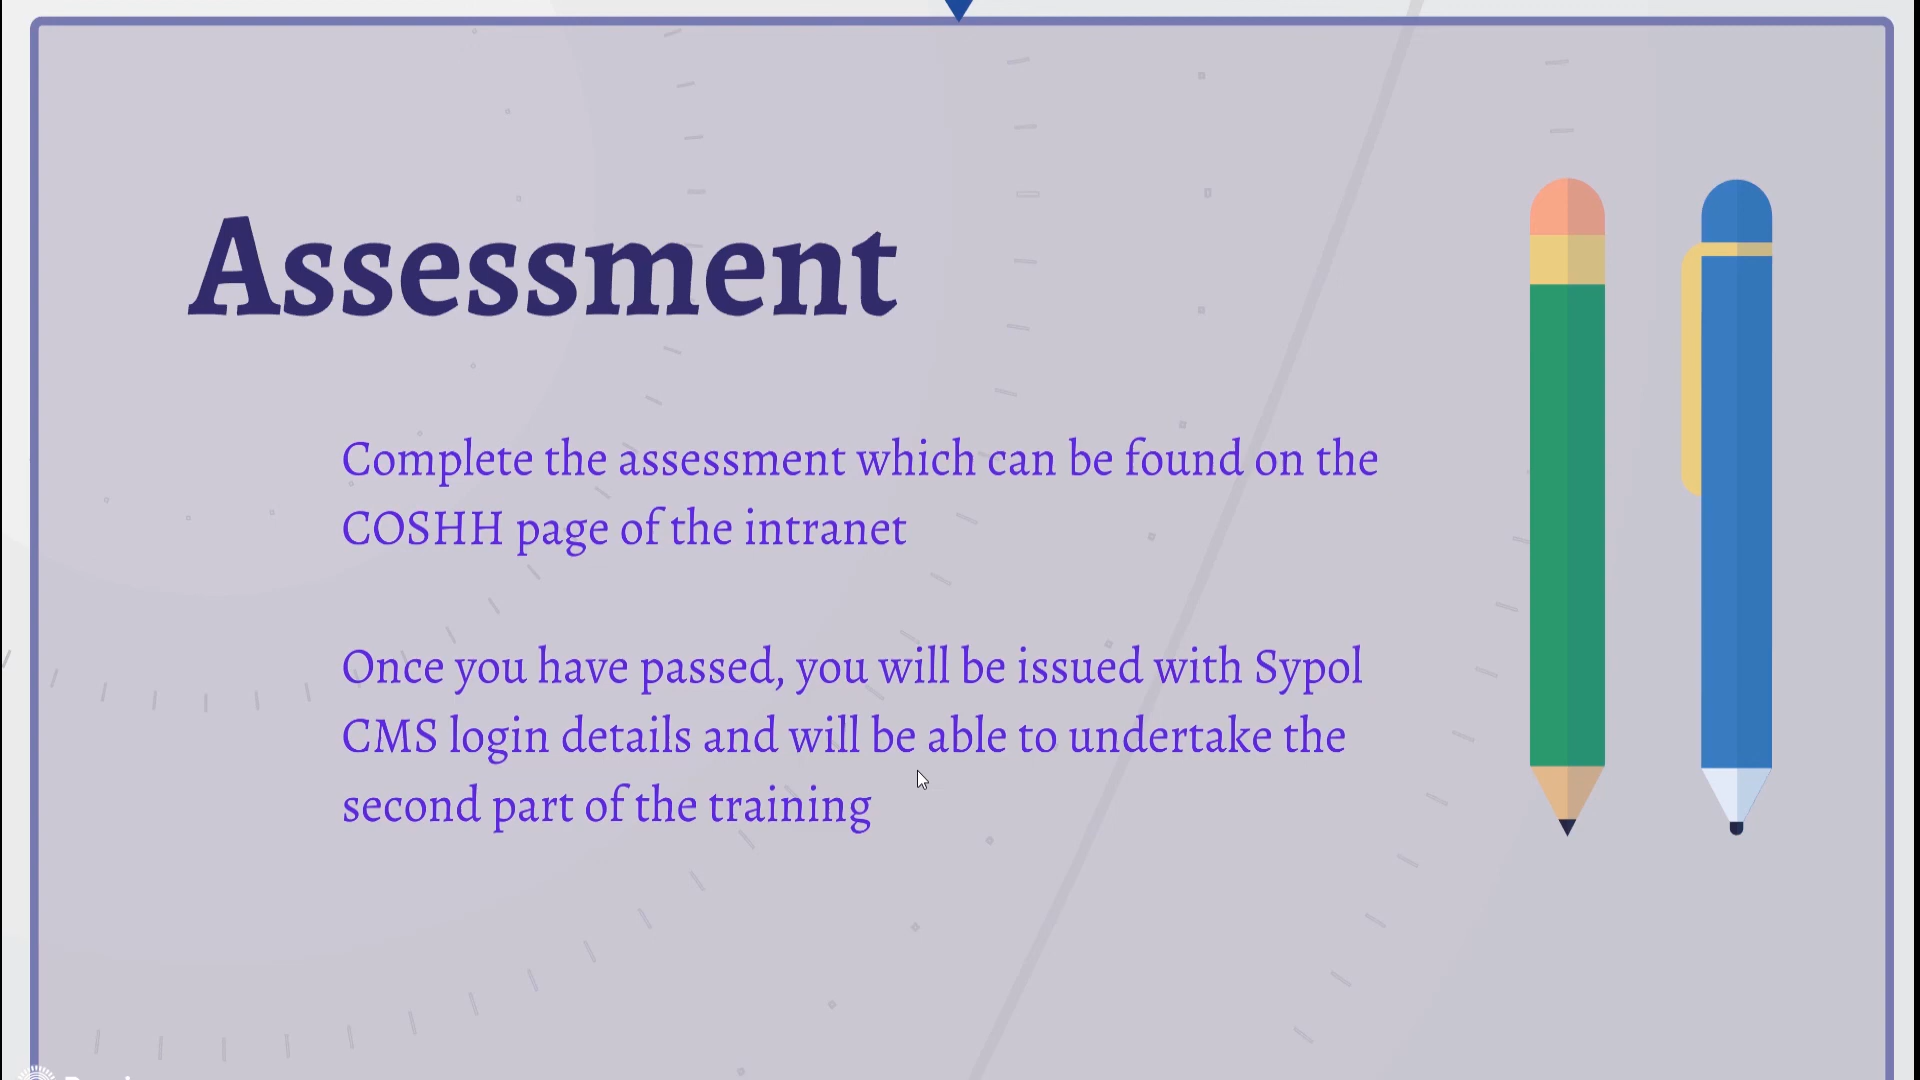 Assessment
Complete the assessment which can be found on the
COSHH page of the intranet
Once you have passed, you will be issued with Sypol
CMS login details and will be able to undertake the
second part of the training